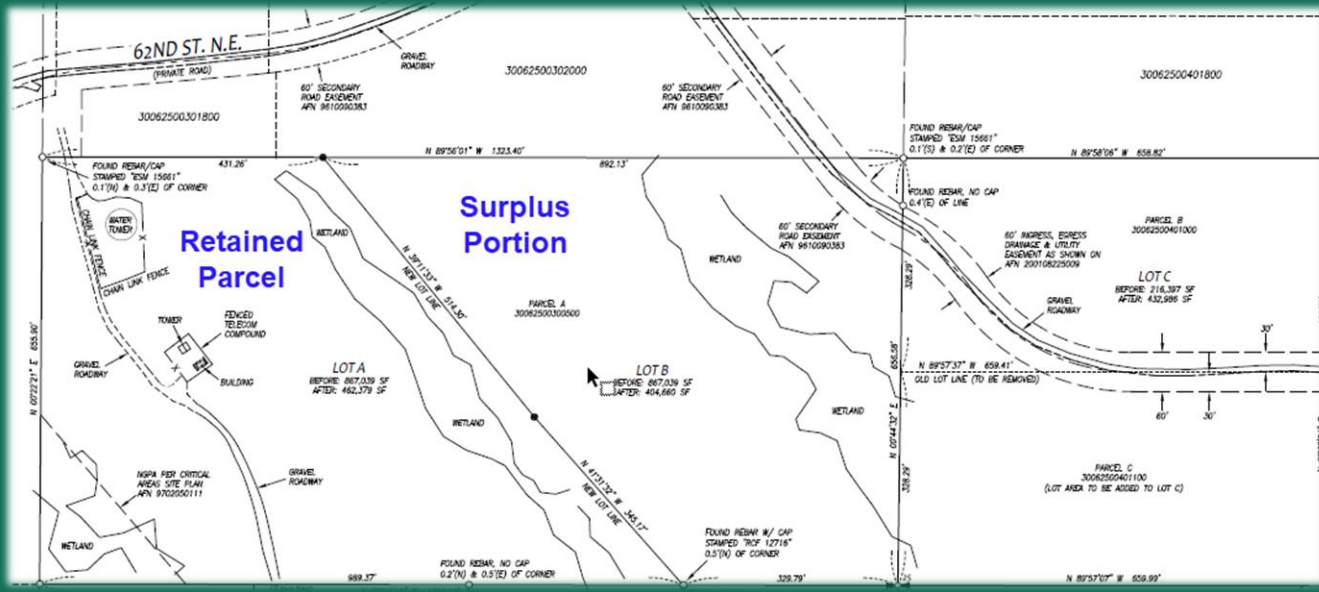 62ND ST. N.E.
(PRIVATE ROAD)
GRAVEL
ROADWAY
30062500302000
30062500401800
60' SECONDARY
ROAD EASEMENT
AFN 9610090383
60' SECONDARY
ROAD EASEMENT
AFN 9610090383
30062500301800
FOUND REBAR/CAP
STAMPED "ESM 15661"
0.1'(S) & 0.2'(E) OF CORNER
N 89°56'01" W 1323.40'
431.26'
892.13'
N 89°58'06" W 658.82'
FOUND REBAR/CAP
STAMPED "ESM 15661"
0.1'(N) & 0.3'(E) OF CORNER
FOUND REBAR, NO CAP
0.4'(E) OF LINE
Surplus
Portion
Retained
Parcel
WATER
TOWER
CHAIN LINK FENCE
CHAIN LINK FENCE
WETLAND
WETLAND
60' SECONDARY
ROAD EASEMENT
AFN 9610090383
PARCEL B
30062500401000
60' INGRESS, EGRESS
DRAINAGE & UTILITY
EASEMENT AS SHOWN ON
AFN 200108225009
LOT C
BEFORE: 216,397 SF
AFTER: 432,986 SF
N 39°11'33" W 514.30'
NEW LOT LINE
328.29'
PARCEL A
30062500300500
GRAVEL
ROADWAY
TOWER
FENCED
TELECOM
COMPOUND
BUILDING
GRAVEL
ROADWAY
N 00°22'21" E 655.90'
LOT A
BEFORE: 867,039 SF
AFTER: 462,379 SF
LOT B
BEFORE: 867,039 SF
AFTER: 404,660 SF
656.58'
N 00°44'32" E
N 89°57'37" W 659.41'
OLD LOT LINE (TO BE REMOVED)
30'
60'
30'
WETLAND
WETLAND
N 41°31'32" W 345.17'
NEW LOT LINE
328.29'
PARCEL C
30062500401100
(LOT AREA TO BE ADDED TO LOT C)
NGPA PER CRITICAL
AREAS SITE PLAN
AFN 9702050111
GRAVEL
ROADWAY
WETLAND
FOUND REBAR W/ CAP
STAMPED "RCF 12716"
0.5'(N) OF CORNER
FOUND REBAR, NO CAP
0.2'(N) & 0.5'(E) OF CORNER
989.37'
329.79'
N 89°57'07" W 659.99'